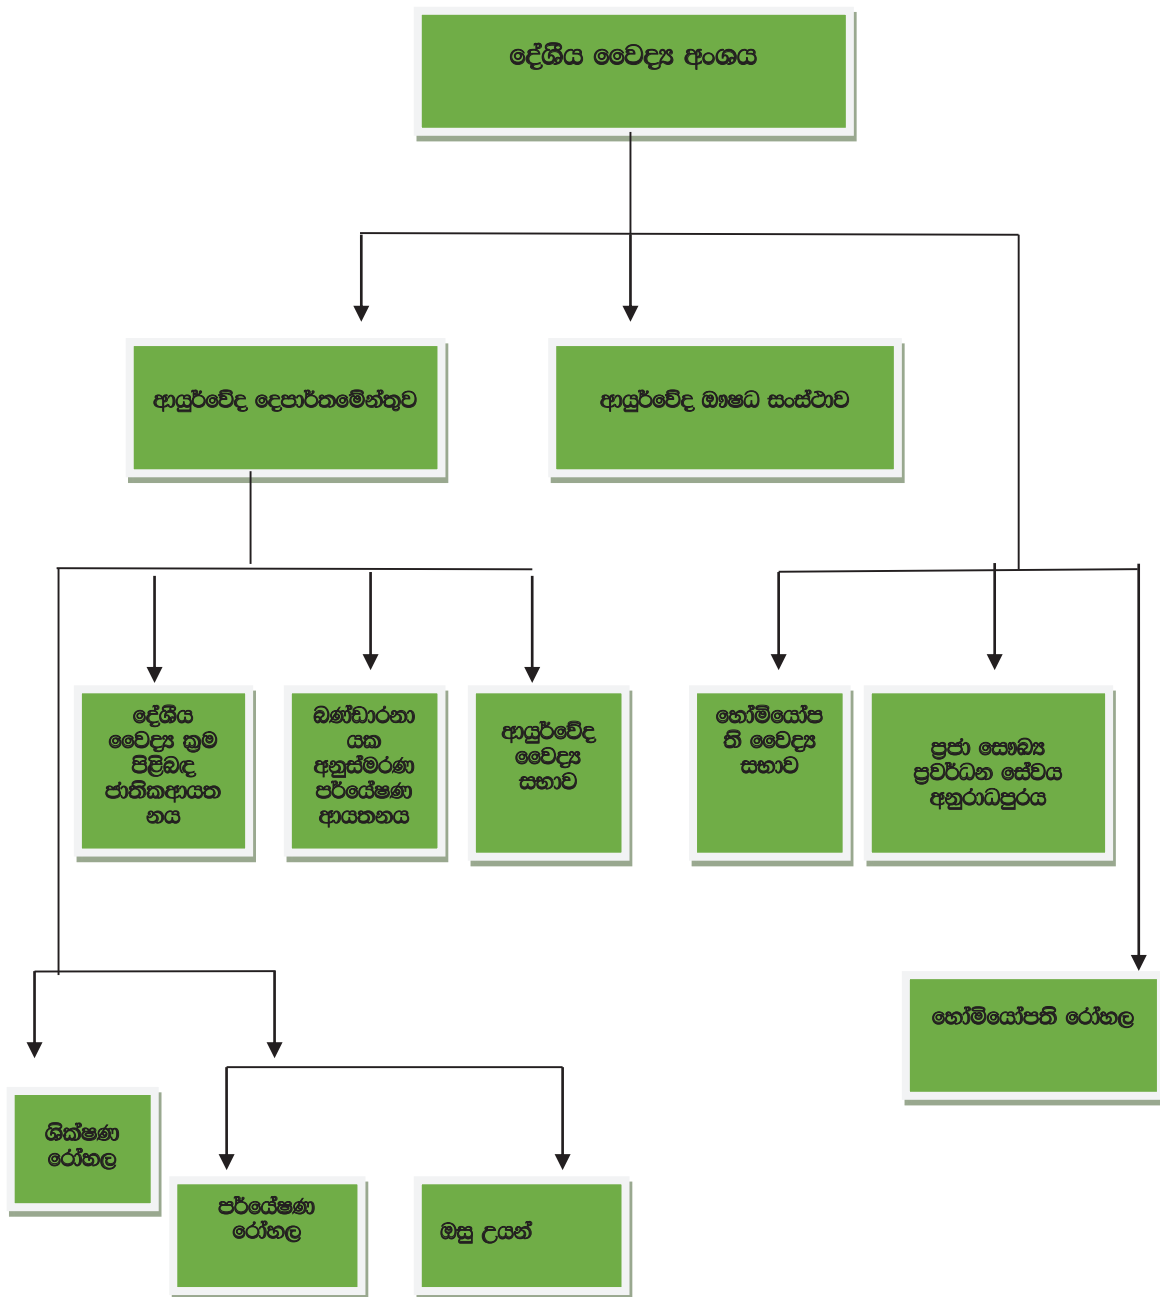 දේශීය වෛද්‍ය අංශය
ආයුර්වේද දෙපාර්තමේන්තුව
ආයුර්වේද ඖෂධ සංස්ථාව
දේශීය
වෛද්‍ය ක්‍රම
පිළිබඳ
ජාතිකආයත
නය
බණ්ඩාරනා
යක
අනුස්මරණ
පර්යේෂණ
ආයතනය
ආයුර්වේද
වෛද්‍ය
සභාව
හෝමියෝප
ති වෛද්‍ය
සභාව
ප්‍රජා සෞඛ්‍ය
ප්‍රවර්ධන සේවය
අනුරාධපුරය
හෝමියෝපති රෝහල
ශික්ෂණ
රෝහල
පර්යේෂණ
රෝහල
ඔසු උයන්